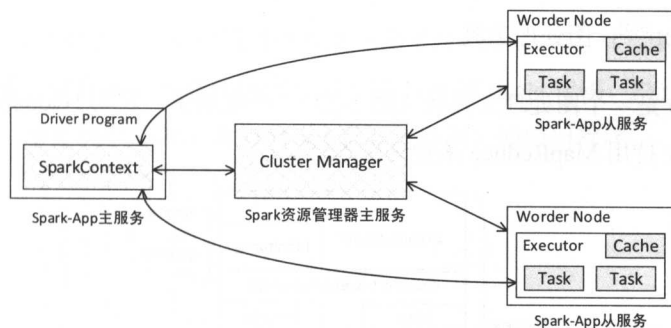 Driver Program
SparkContext
Spark-App主服务
Cluster Manager
Spark资源管理器主服务
Worder Node
Executor Cache
Task Task
Spark-App从服务
Worder Node
Executor Cache
Task Task
Spark-App从服务